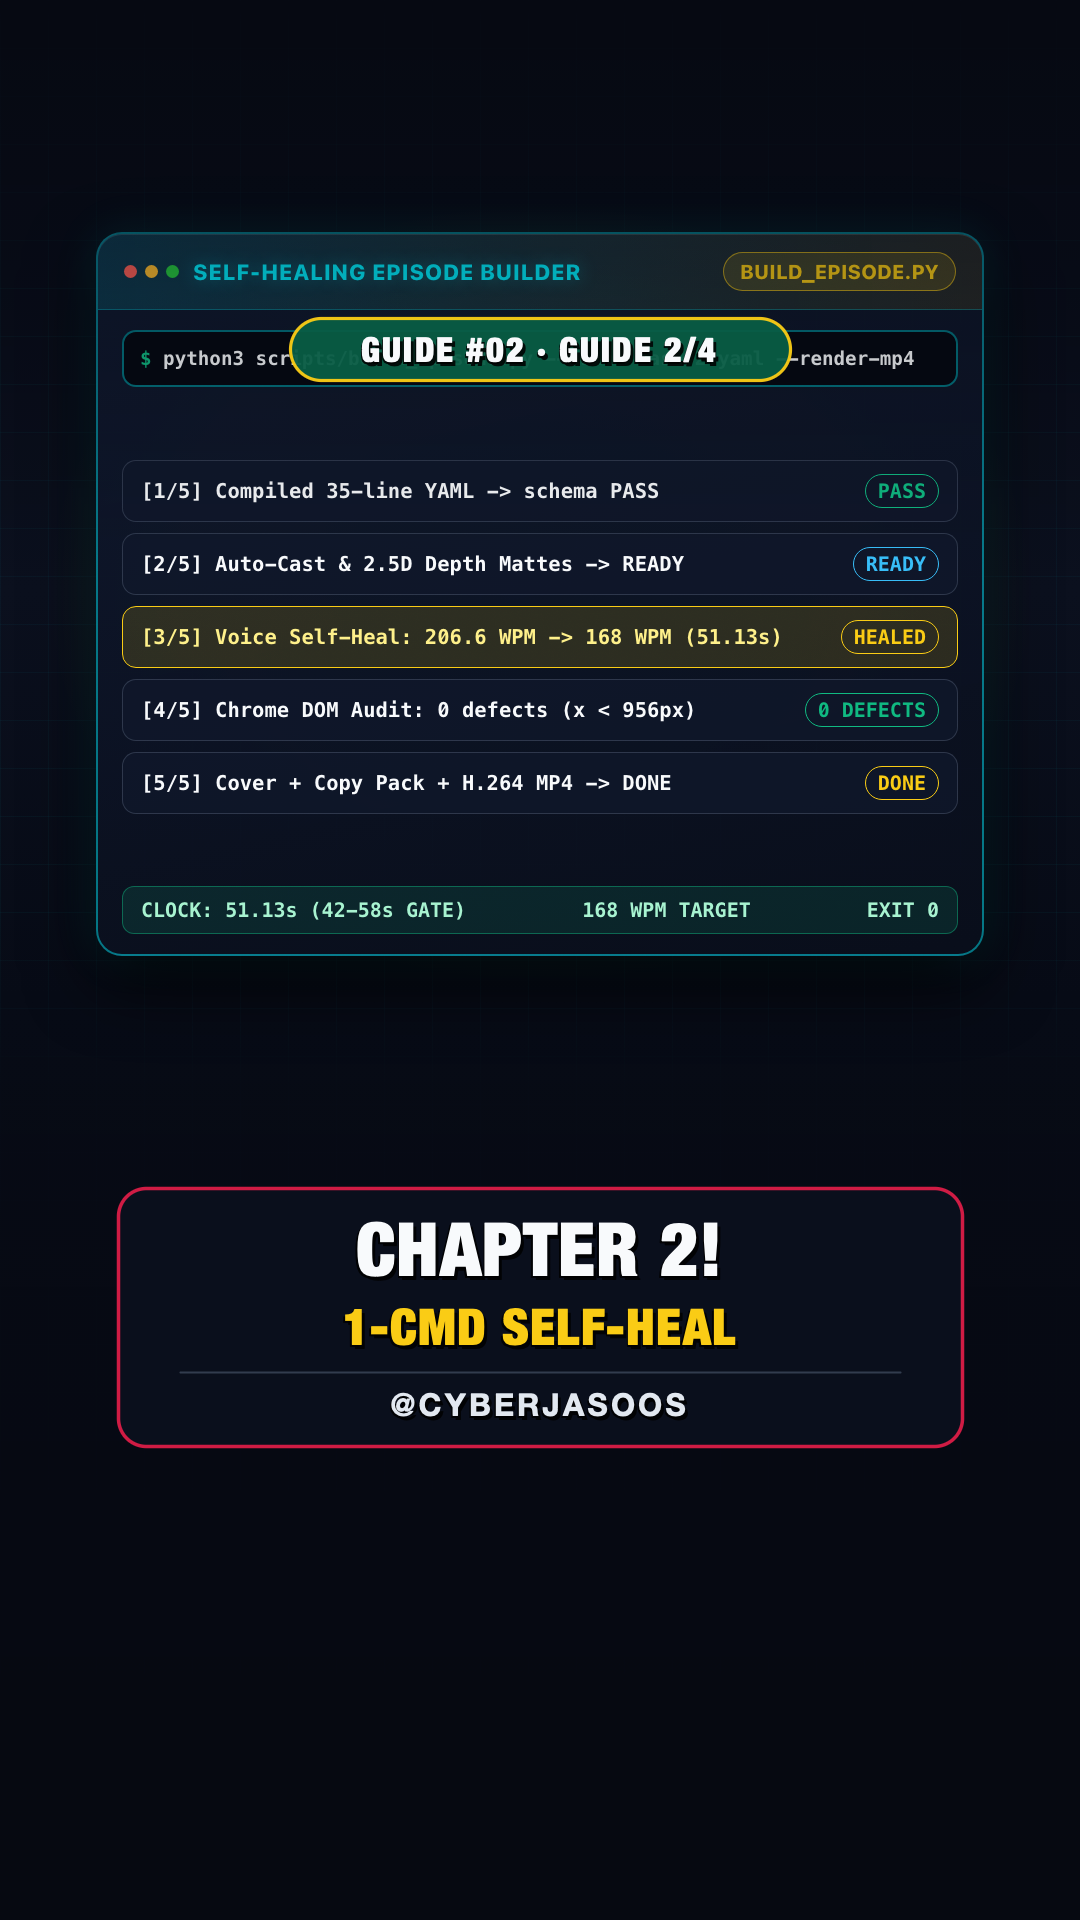 SELF-HEALING EPISODE BUILDER
BUILD_EPISODE.PY
GUIDE #02 · GUIDE 2/4
$ python3 scripts/ yaml --render-mp4
[1/5] Compiled 35-line YAML -> schema PASS
PASS
[2/5] Auto-Cast & 2.5D Depth Mattes -> READY
READY
[3/5] Voice Self-Heal: 206.6 WPM -> 168 WPM (51.13s)
HEALED
[4/5] Chrome DOM Audit: 0 defects (x < 956px)
0 DEFECTS
[5/5] Cover + Copy Pack + H.264 MP4 -> DONE
DONE
CLOCK: 51.13s (42-58s GATE)
168 WPM TARGET
EXIT 0
CHAPTER 2!
1-CMD SELF-HEAL
@CYBERJASOOS